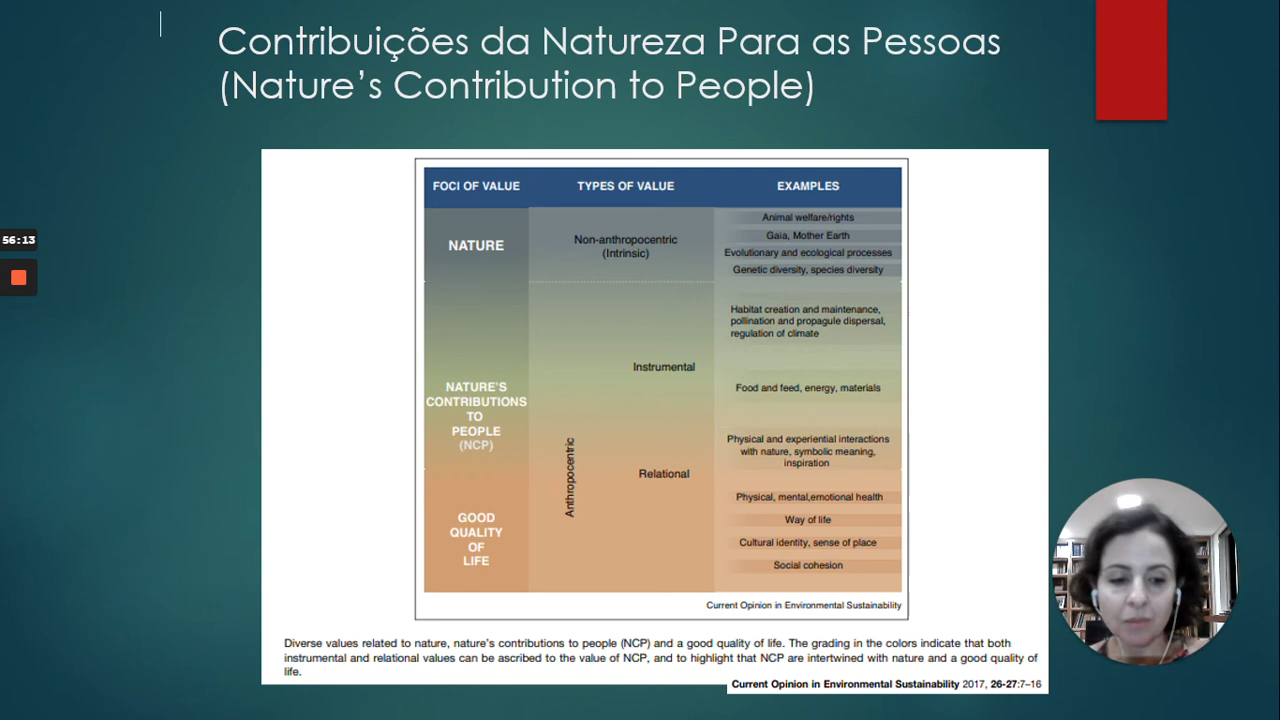 Contribuições da Natureza Para as Pessoas
(Nature's Contribution to People)
56:13
FOCI OF VALUE
TYPES OF VALUE
EXAMPLES
NATURE
Non-anthropocentric
(Intrinsic)
Animal welfare/rights
Gaia, Mother Earth
Evolutionary and ecological processes
Genetic diversity, species diversity
NATURE'S
CONTRIBUTIONS
TO
PEOPLE
(NCP)
Anthropocentric
Instrumental
Habitat creation and maintenance,
pollination and propagule dispersal,
regulation of climate
Food and feed, energy, materials
Relational
Physical and experiential interactions
with nature, symbolic meaning,
inspiration
GOOD
QUALITY
OF
LIFE
Physical, mental,emotional health
Way of life
Cultural identity, sense of place
Social cohesion
Current Opinion in Environmental Sustainability
Diverse values related to nature, nature's contributions to people (NCP) and a good quality of life. The grading in the colors indicate that both
instrumental and relational values can be ascribed to the value of NCP, and to highlight that NCP are intertwined with nature and a good quality of
life.
Current Opinion in Environmental Sustainability 2017, 26-27:7–16